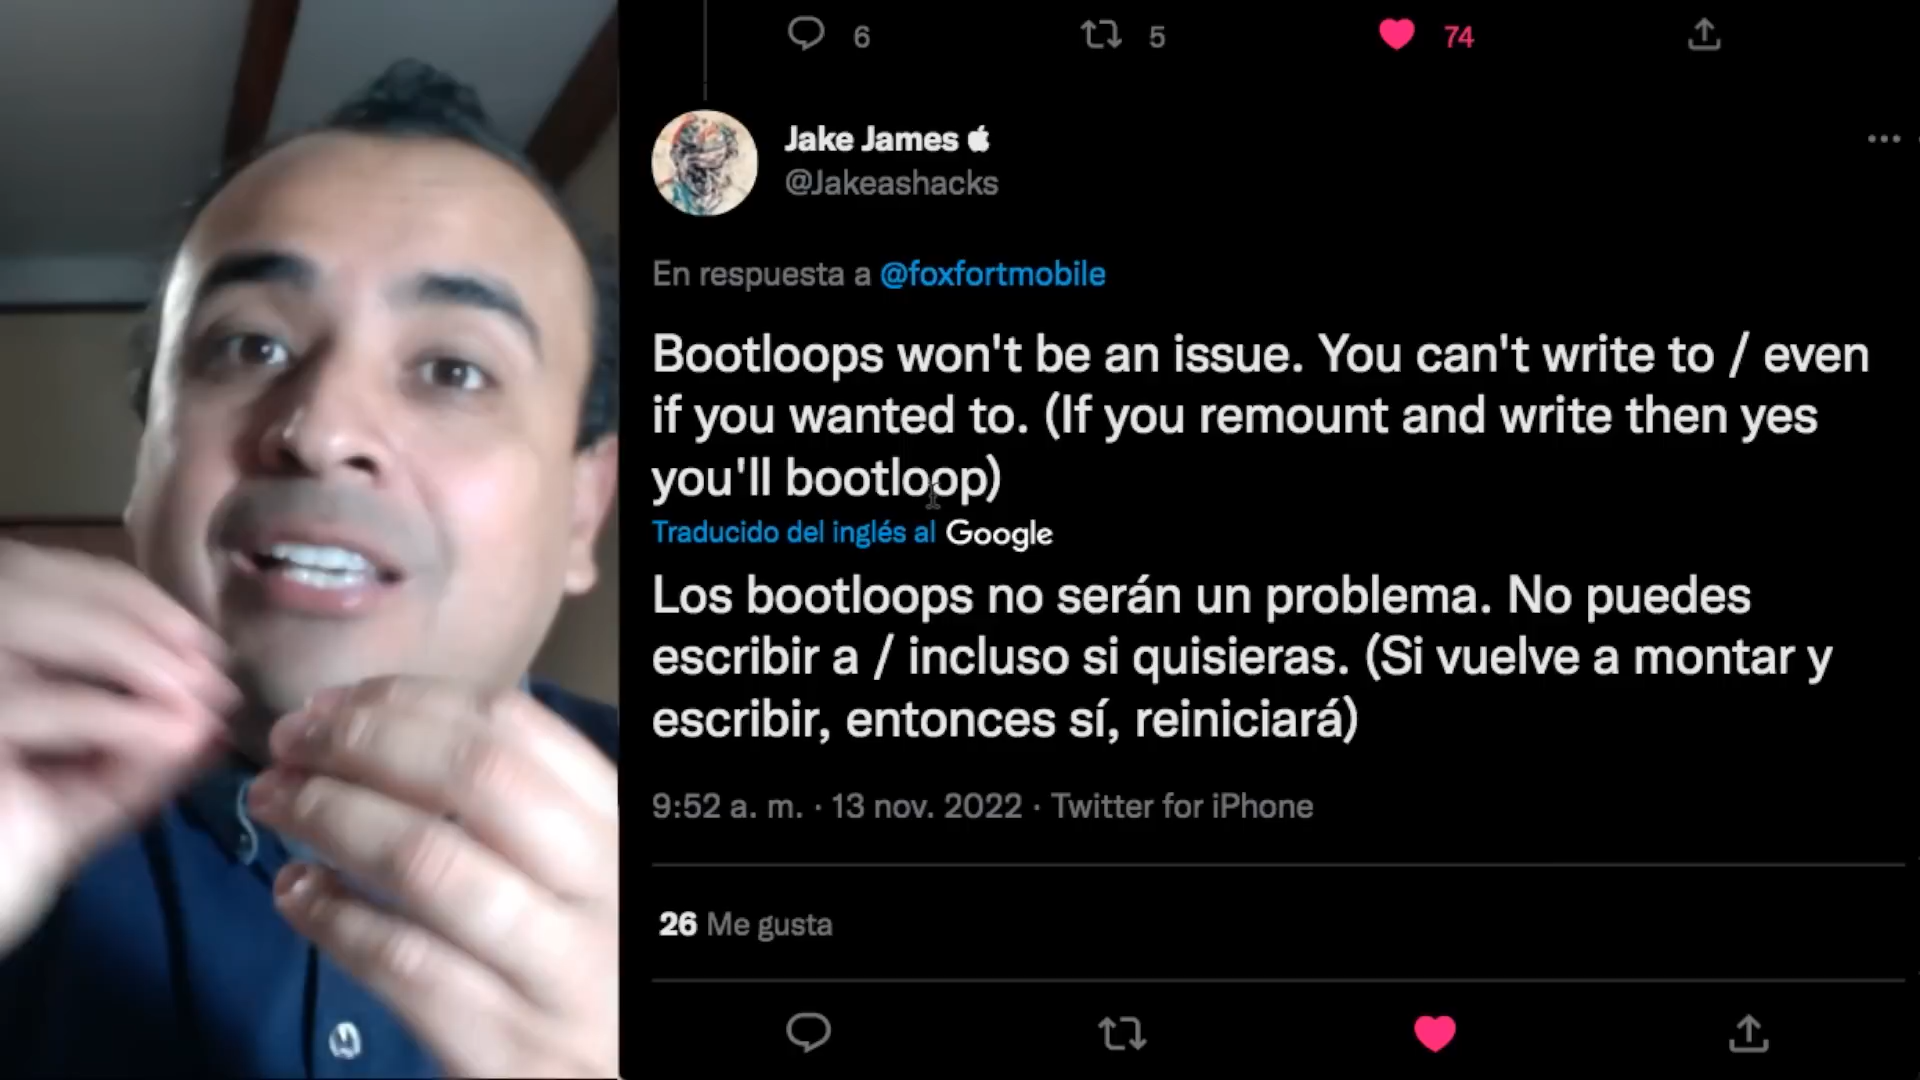 6 5 74
Jake James
@Jakeashacks
En respuesta a @foxfortmobile
Bootloops won't be an issue. You can't write to / even
if you wanted to. (If you remount and write then yes
you'll bootloop)
Traducido del inglés al Google
Los bootloops no serán un problema. No puedes
escribir a / incluso si quisieras. (Si vuelve a montar y
escribir, entonces sí, reiniciará)
9:52 a. m. · 13 nov. 2022 · Twitter for iPhone
26 Me gusta